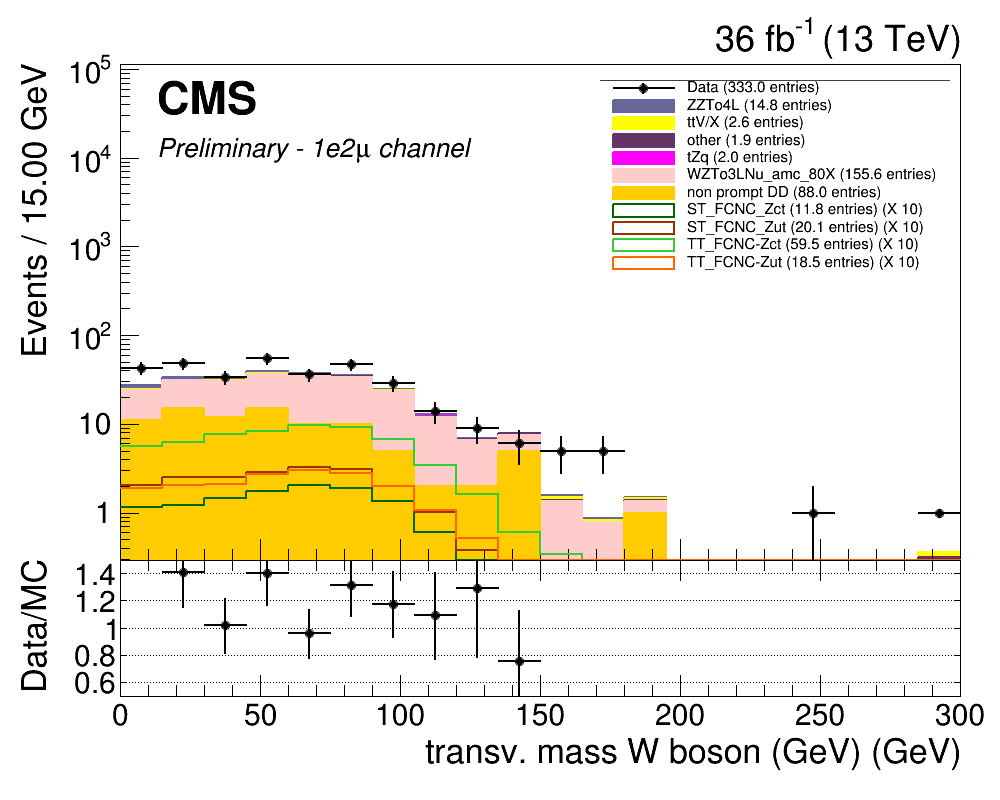 36 fb-1 (13 TeV)
CMS
Preliminary - 1e2μ channel
Data (333.0 entries)
ZZTo4L (14.8 entries)
ttV/X (2.6 entries)
other (1.9 entries)
tZq (2.0 entries)
WZTo3LNu_amc_80X (155.6 entries)
non prompt DD (88.0 entries)
ST_FCNC_Zct (11.8 entries) (X 10)
ST_FCNC_Zut (20.1 entries) (X 10)
TT_FCNC-Zct (59.5 entries) (X 10)
TT_FCNC-Zut (18.5 entries) (X 10)
Events / 15.00 GeV
10^5
10^4
10^3
10^2
10
1
Data/MC
1.4
1.2
1
0.8
0.6
0 50 100 150 200 250 300
transv. mass W boson (GeV) (GeV)